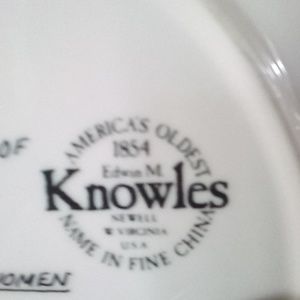 OF
AMERICA'S OLDEST
1854
Edwin M.
Knowles
NEWELL
W. VIRGINIA
U.S.A
NAME IN FINE CHINA
WOMEN